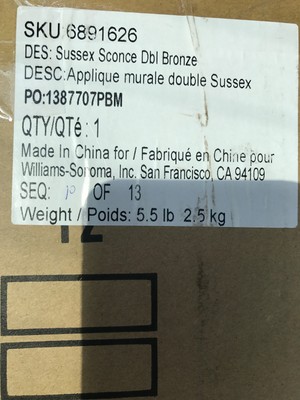 SKU:6891626
DES: Sussex Sconce Dbl Bronze
DESC:Applique murale double Sussex
PO:1387707PBM
QTY/QTé : 1
Made In China for / Fabriqué en Chine pour
Williams-Sonoma, Inc. San Francisco, CA 94109
SEQ: OF 13
Weight / Poids: 5.5 lb 2.5 kg